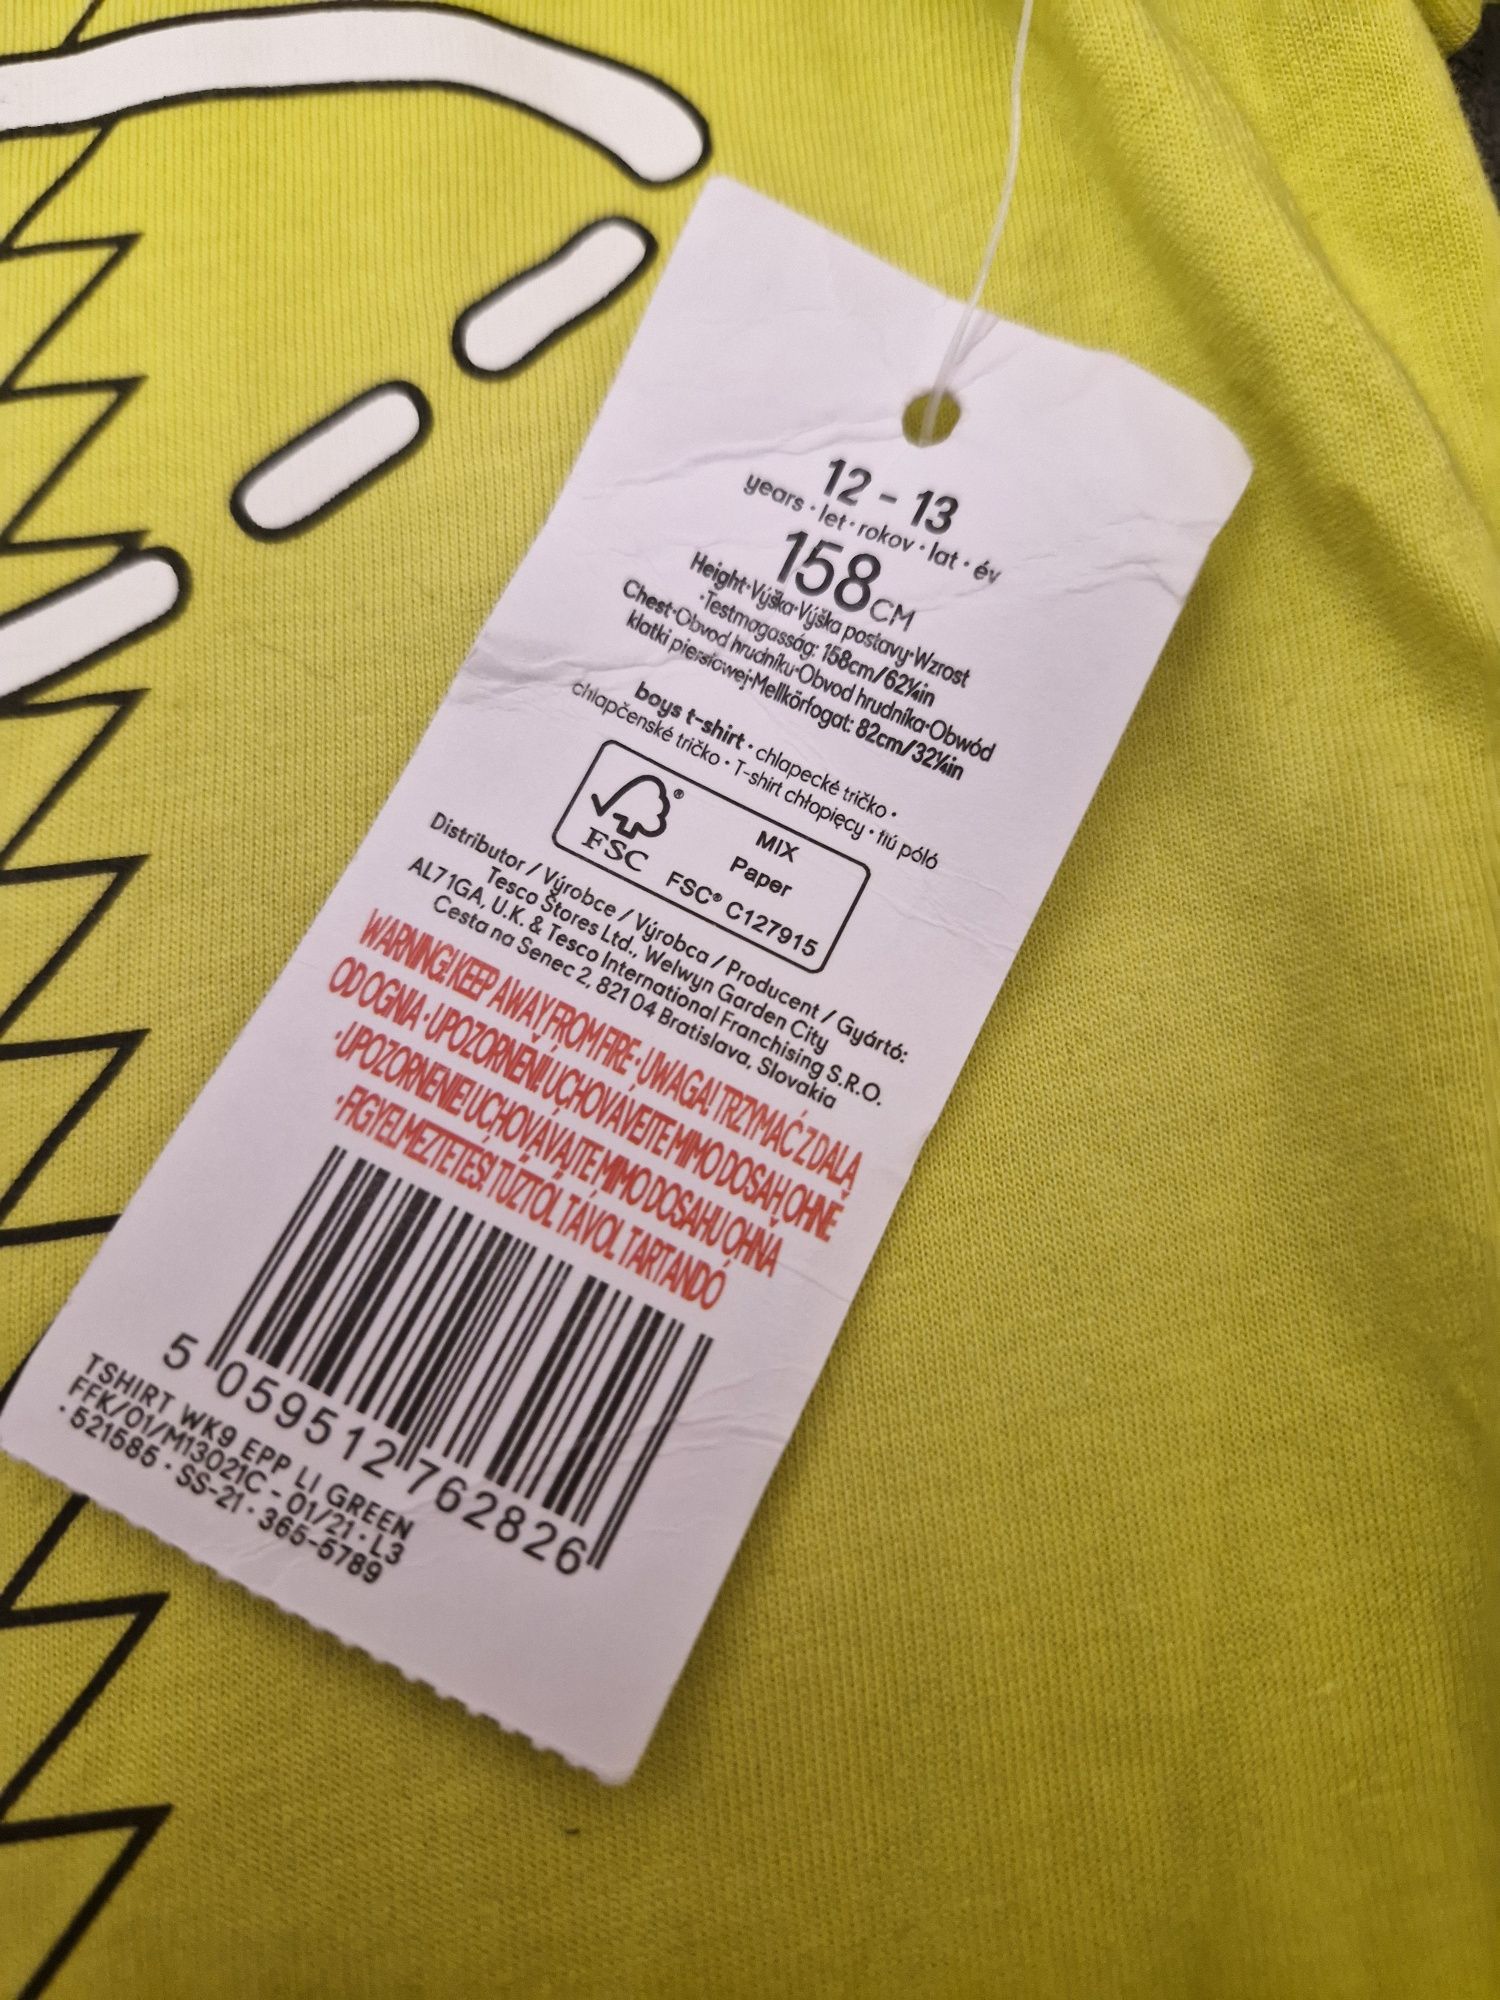 12 - 13
years · let · rokov · lat · év
158CM
Height·Výška·Výška postavy·Wzrost
·Testmagasság: 158cm/62¼in
Chest·Obvod hrudníku·Obvod hrudníka·Obwód
klatki piersiowej·Mellkörfogat: 82cm/32¼in
boys t-shirt · chlapecké tričko ·
chlapčenské tričko · T-shirt chłopięcy · fiú póló
FSC®
MIX
Paper
FSC® C127915
Distributor / Výrobce / Výrobca / Producent / Gyártó:
Tesco Stores Ltd., Welwyn Garden City
AL71GA, U.K. & Tesco International Franchising S.R.O.
Cesta na Senec 2, 821 04 Bratislava, Slovakia
WARNING! KEEP AWAY FROM FIRE · UWAGA! TRZYMAĆ Z DALA
OD OGNIA · UPOZORNĚNÍ! UCHOVÁVEJTE MIMO DOSAH OHNĚ
·UPOZORNENIE! UCHOVÁVAJTE MIMO DOSAHU OHŇA
·FIGYELMEZTETÉS! TŰZTŐL TÁVOL TARTANDÓ
5 059512 762826
TSHIRT WK9 EPP LI GREEN
FFK/01/M13021C - 01/21 · L3
· 521585 · SS-21 · 365-5789